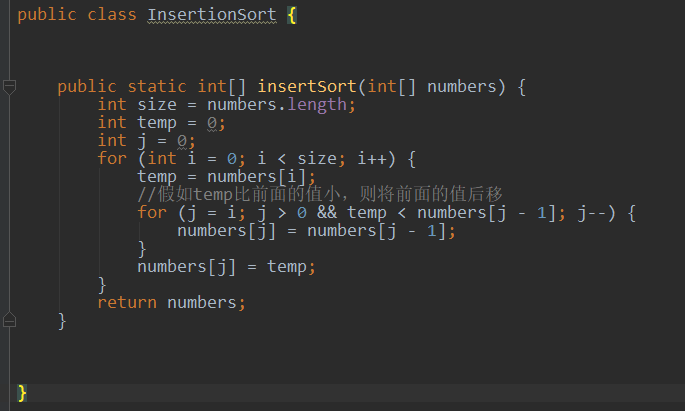 public class InsertionSort {
public static int[] insertSort(int[] numbers) {
int size = numbers.length;
int temp = 0;
int j = 0;
for (int i = 0; i < size; i++) {
temp = numbers[i];
//假如temp比前面的值小，则将前面的值后移
for (j = i; j > 0 && temp < numbers[j - 1]; j--) {
numbers[j] = numbers[j - 1];
}
numbers[j] = temp;
}
return numbers;
}
}